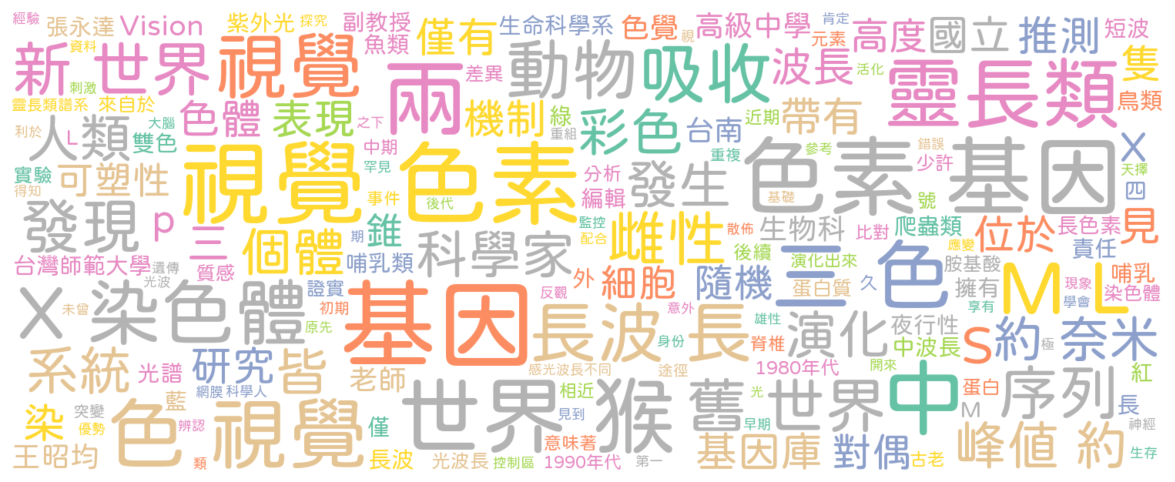 經驗 張永達 Vision 紫外光 探究 副教授 生命科學系 色覺 高級中學 肯定 短波
資料 魚類 僅有 元素 高度 國立 推測 隻
新世界 視覺 兩 差異 動物 吸收 波長 活化 靈長類 視
刺激 鳥類
靈長類譜系 來自於 色體 表現 之下 機制 綠 彩色 台南 近期 帶有
利於 L 大腦 雙色 重組 錯誤 X
人類 中期 重複 參考 少許 天擇
實驗 可塑性 視覺 色素 罕見 分析 發生 色素 基因 四
得知 事件 後代 編輯 基礎 號
發現 p 三 個體 錐 科學家 監控 雌性 散佈 生物科 比對 爬蟲類 長色素 位於 見
期 配合 後續 應變 責任
台灣師範大學 遺傳 質感 哺乳類 外 細胞 隨機 演化出來 三色 胺基酸 現象 哺乳
光波 證實 蛋白質 久 擁有 ML 學會 染色體
X 染色體 未曾 初期 基因 反觀 意外 雄性 享有
原先 長波長 身份 脊椎 演化 夜行性 S 約 極 奈米
系統 光譜 研究 皆 感光波長不同 途徑 1980年代 開來 中波長 紅
網膜 科學人 老師 相近 世界猴 舊世界 光 中 蛋白 序列 長
染 突變 藍 色視覺 見到 早期 M 神經
優勢 辨認 僅 意味著 基因庫 對偶 峰值 約
王昭均 類 長波 光波長 控制區 1990年代 第一 古老 生存